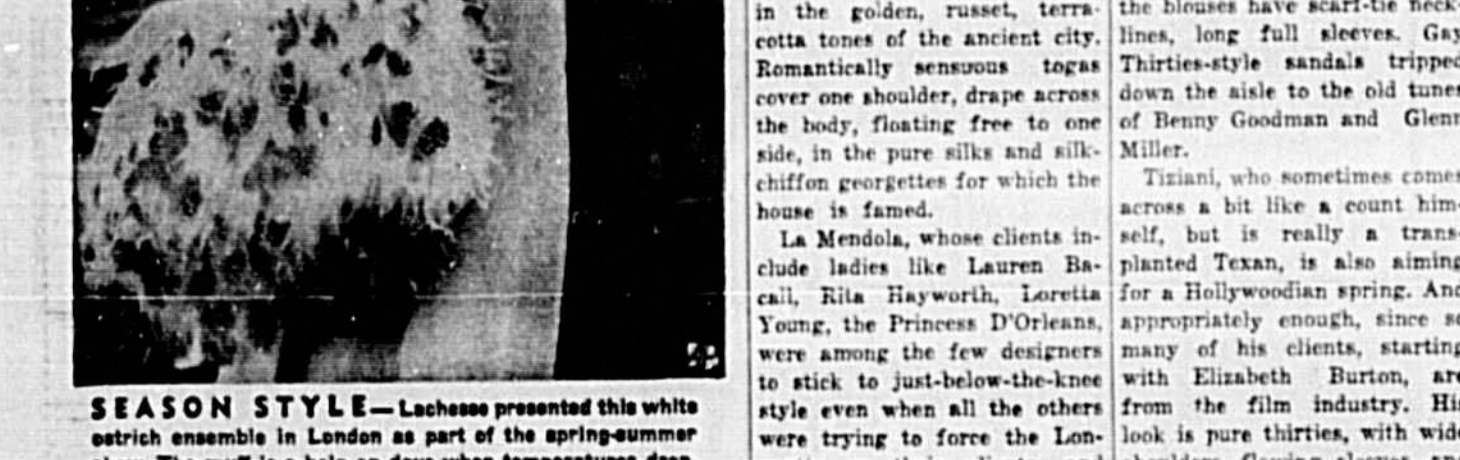 SEASON STYLE—Lachasse presented this white
ostrich ensemble in London as part of the spring-summer
in the golden, russet, terra-
cotta tones of the ancient city.
Romantically sensuous togas
cover one shoulder, drape across
the body, floating free to one
side, in the pure silks and silk-
chiffon georgettes for which the
house is famed.
La Mendola, whose clients in-
clude ladies like Lauren Ba-
call, Rita Hayworth, Loretta
Young, the Princess D'Orleans,
were among the few designers
to stick to just-below-the-knee
style even when all the others
were trying to force the Lon-
the blouses have scarf-tie neck-
lines, long full sleeves. Gay
Thirties-style sandals tripped
down the aisle to the old tunes
of Benny Goodman and Glenn
Miller.
Tiziani, who sometimes comes
across a bit like a count him-
self, but is really a trans-
planted Texan, is also aiming
for a Hollywoodian spring. And
appropriately enough, since so
many of his clients, starting
with Elizabeth Burton, are
from the film industry. His
look is pure thirties, with wide